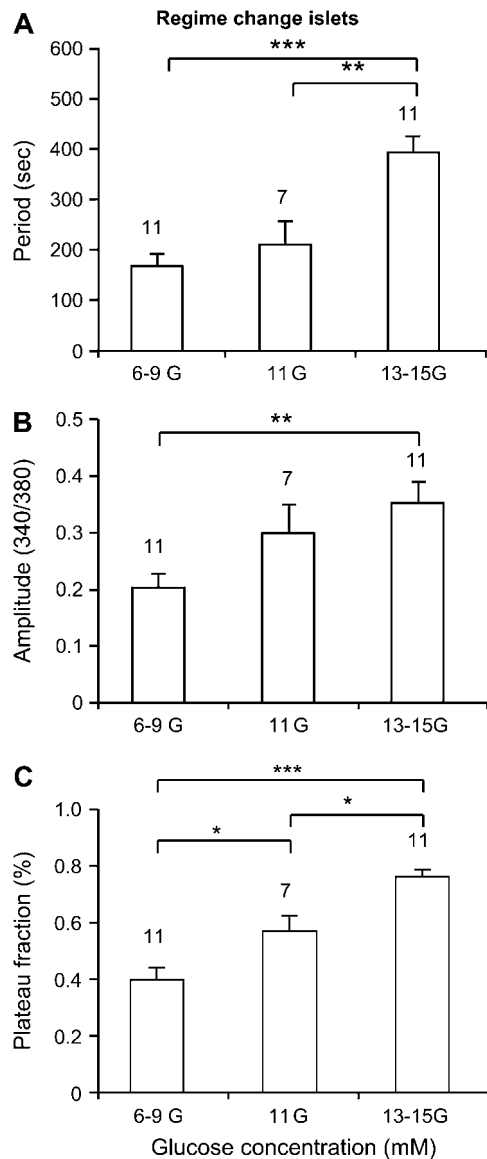 A
Regime change islets
Period (sec)
600
500
400
300
200
100
0
***
**
11
7
11
6-9 G
11 G
13-15G
B
Amplitude (340/380)
0.5
0.4
0.3
0.2
0.1
0
**
11
7
11
6-9 G
11 G
13-15G
C
Plateau fraction (%)
1.0
0.8
0.6
0.4
0.2
0
***
*
*
11
7
11
6-9 G
11 G
13-15G
Glucose concentration (mM)